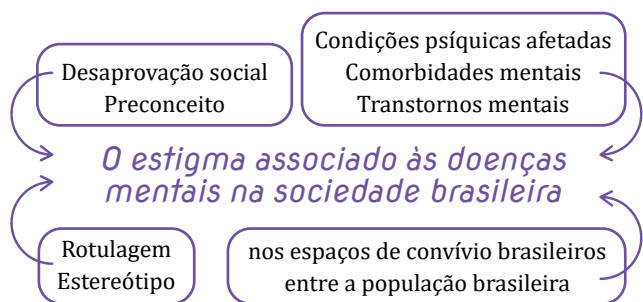 Desaprovação social
Preconceito
Condições psíquicas afetadas
Comorbidades mentais
Transtornos mentais
O estigma associado às doenças
mentais na sociedade brasileira
Rotulagem
Estereótipo
nos espaços de convívio brasileiros
entre a população brasileira